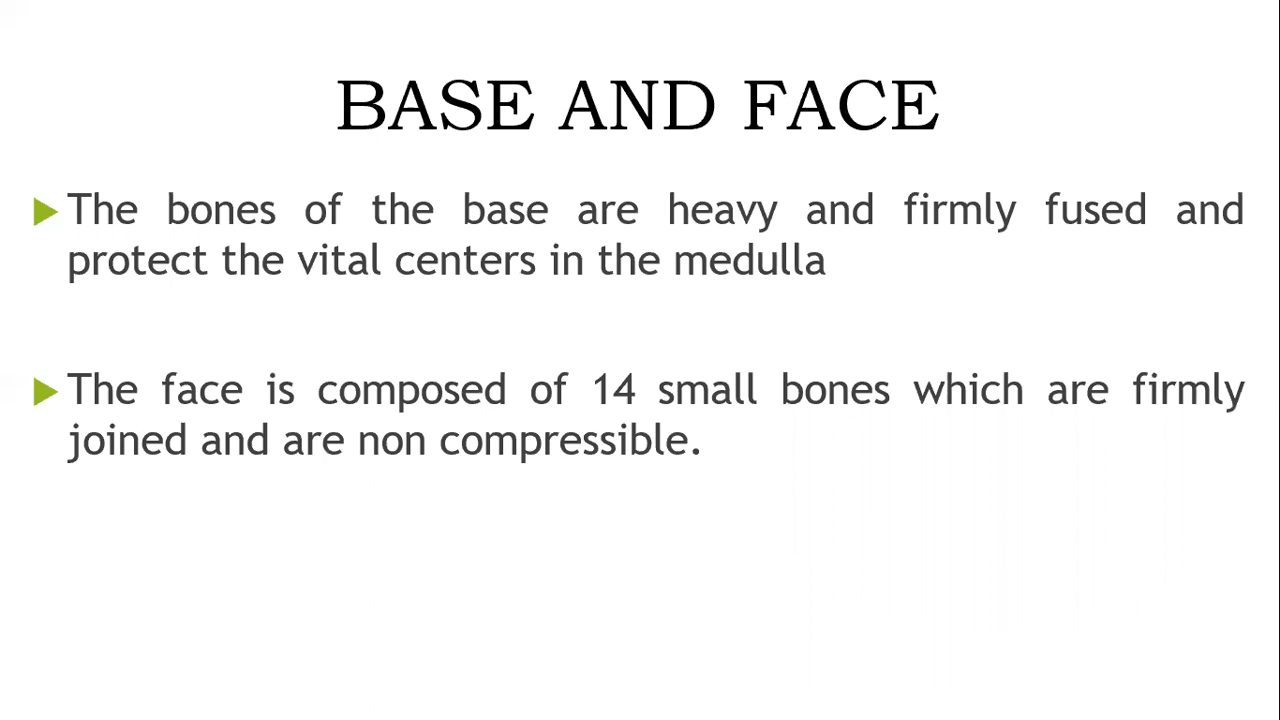 BASE AND FACE
The bones of the base are heavy and firmly fused and
protect the vital centers in the medulla
The face is composed of 14 small bones which are firmly
joined and are non compressible.